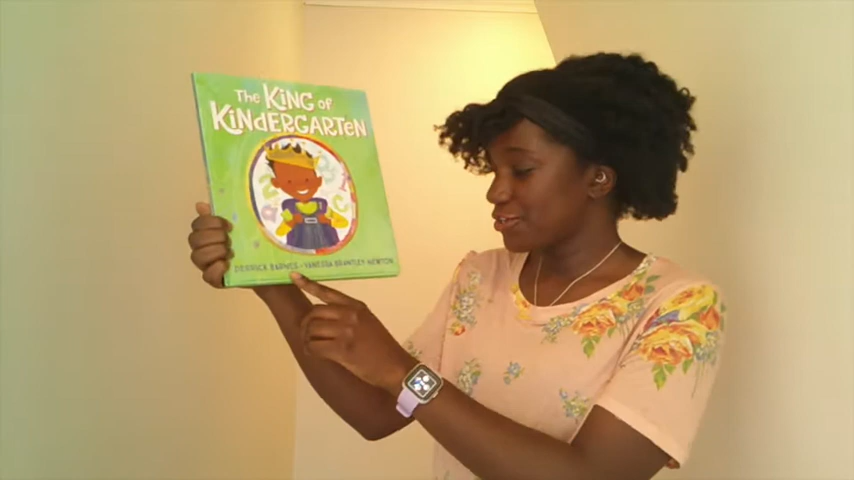 The King of
Kindergarten
Derrick Barnes • Vanessa Brantley-Newton